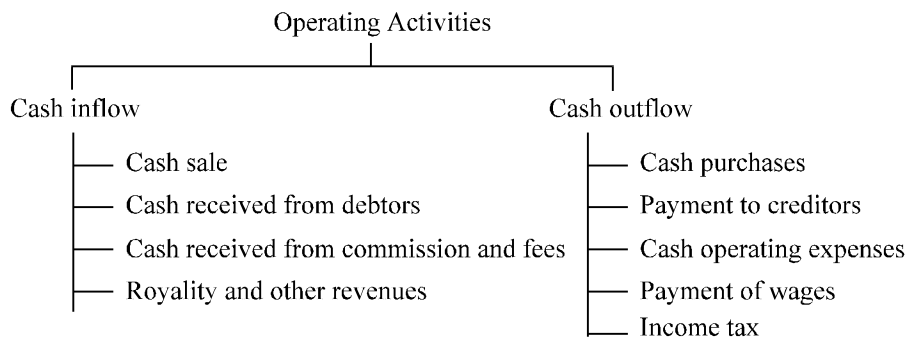 Operating Activities
Cash inflow
Cash sale
Cash received from debtors
Cash received from commission and fees
Royality and other revenues
Cash outflow
Cash purchases
Payment to creditors
Cash operating expenses
Payment of wages
Income tax